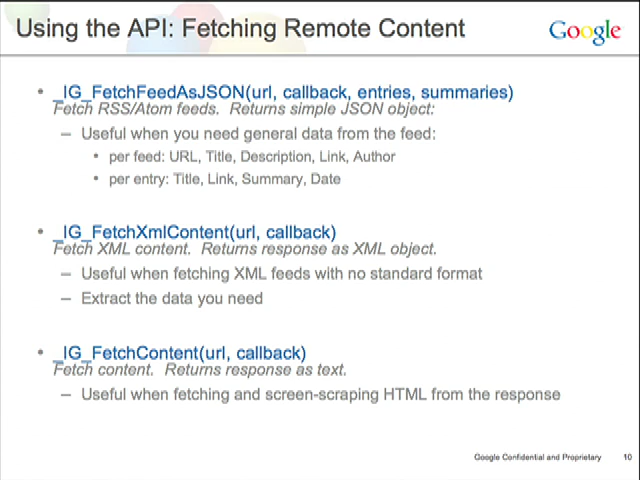 Using the API: Fetching Remote Content
Google
• _IG_FetchFeedAsJSON(url, callback, entries, summaries)
Fetch RSS/Atom feeds. Returns simple JSON object:
– Useful when you need general data from the feed:
• per feed: URL, Title, Description, Link, Author
• per entry: Title, Link, Summary, Date
• _IG_FetchXmlContent(url, callback)
Fetch XML content. Returns response as XML object.
– Useful when fetching XML feeds with no standard format
– Extract the data you need
• _IG_FetchContent(url, callback)
Fetch content. Returns response as text.
– Useful when fetching and screen-scraping HTML from the response
Google Confidential and Proprietary 10